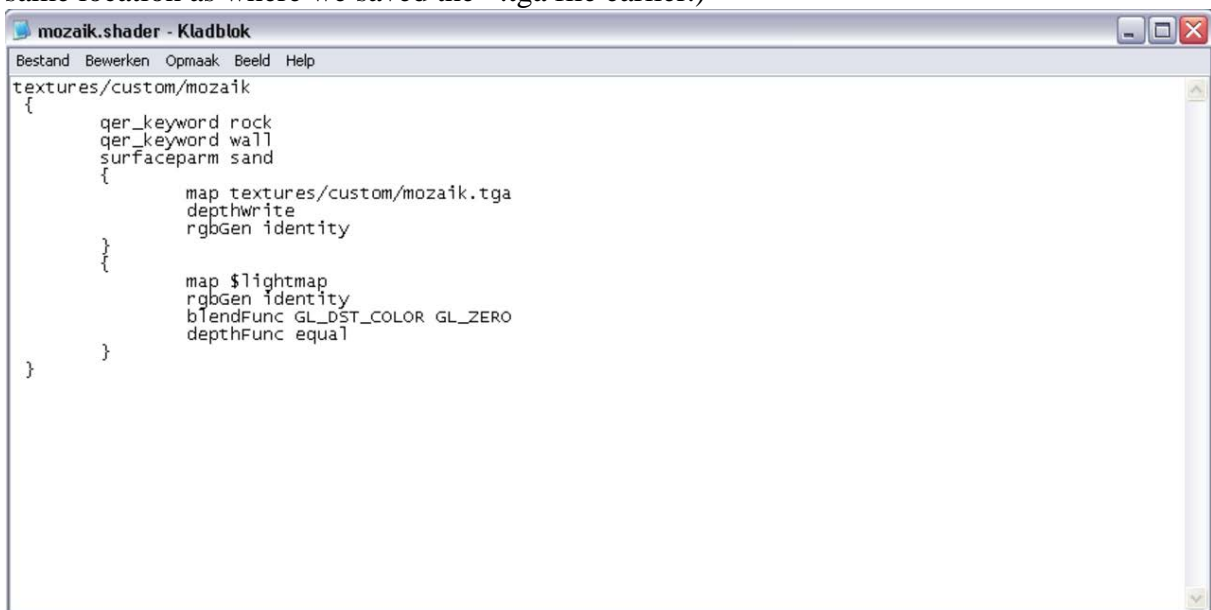 same location as where we saved the *.tga file earlier.)
mozaik.shader - Kladblok
Bestand Bewerken Opmaak Beeld Help
textures/custom/mozaik
{
qer_keyword rock
qer_keyword wall
surfaceparm sand
{
map textures/custom/mozaik.tga
depthWrite
rgbGen identity
}
{
map $lightmap
rgbGen identity
blendFunc GL_DST_COLOR GL_ZERO
depthFunc equal
}
}